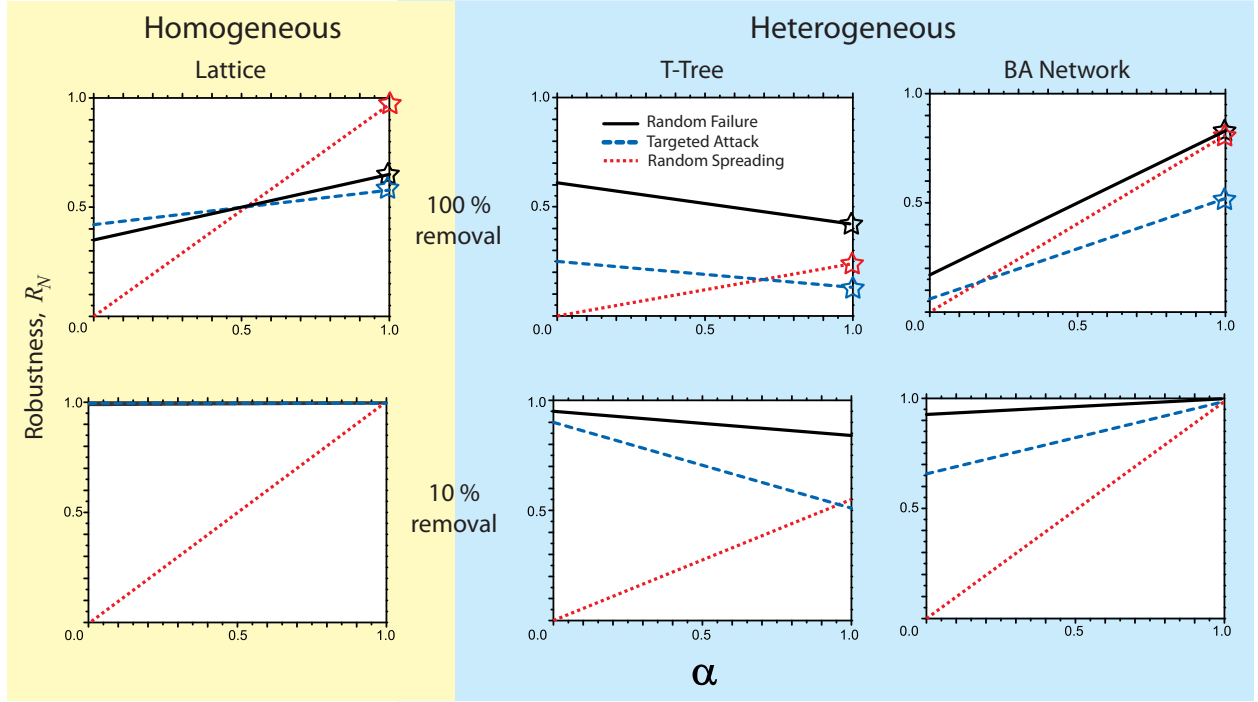 Homogeneous
Heterogeneous
Lattice
T-Tree
BA Network
Robustness, R_N
1.0
0.5
0.0
0.5
1.0
100 %
removal
1.0
0.5
0.0
0.5
1.0
Random Failure
Targeted Attack
Random Spreading
1.0
0.5
0.0
0.5
1.0
1.0
0.5
0.0
0.5
1.0
10 %
removal
1.0
0.5
0.0
0.5
1.0
1.0
0.5
0.0
0.5
1.0
α